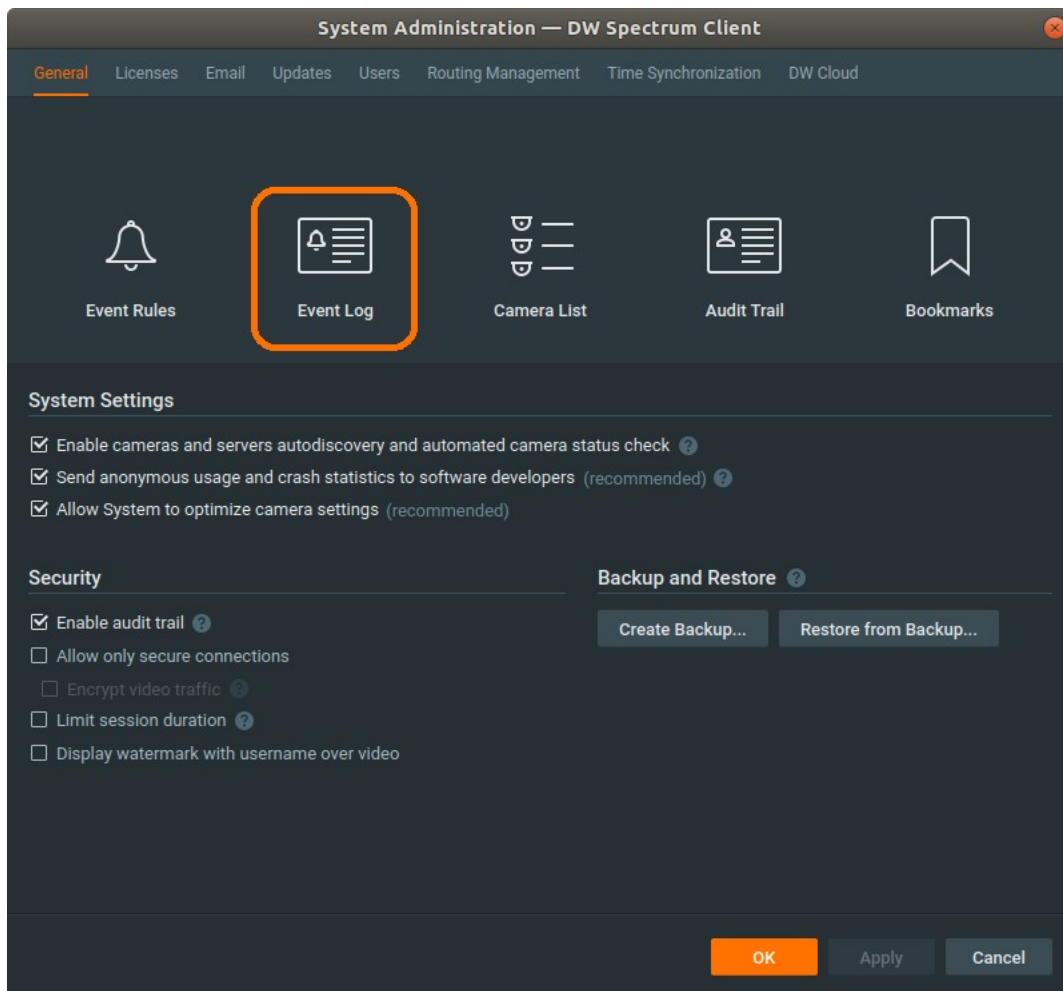 System Administration — DW Spectrum Client
General Licenses Email Updates Users Routing Management Time Synchronization DW Cloud
Event Rules Event Log Camera List Audit Trail Bookmarks
System Settings
Enable cameras and servers autodiscovery and automated camera status check ?
Send anonymous usage and crash statistics to software developers (recommended) ?
Allow System to optimize camera settings (recommended)
Security
Enable audit trail ?
Allow only secure connections
Encrypt video traffic ?
Limit session duration ?
Display watermark with username over video
Backup and Restore ?
Create Backup... Restore from Backup...
OK Apply Cancel